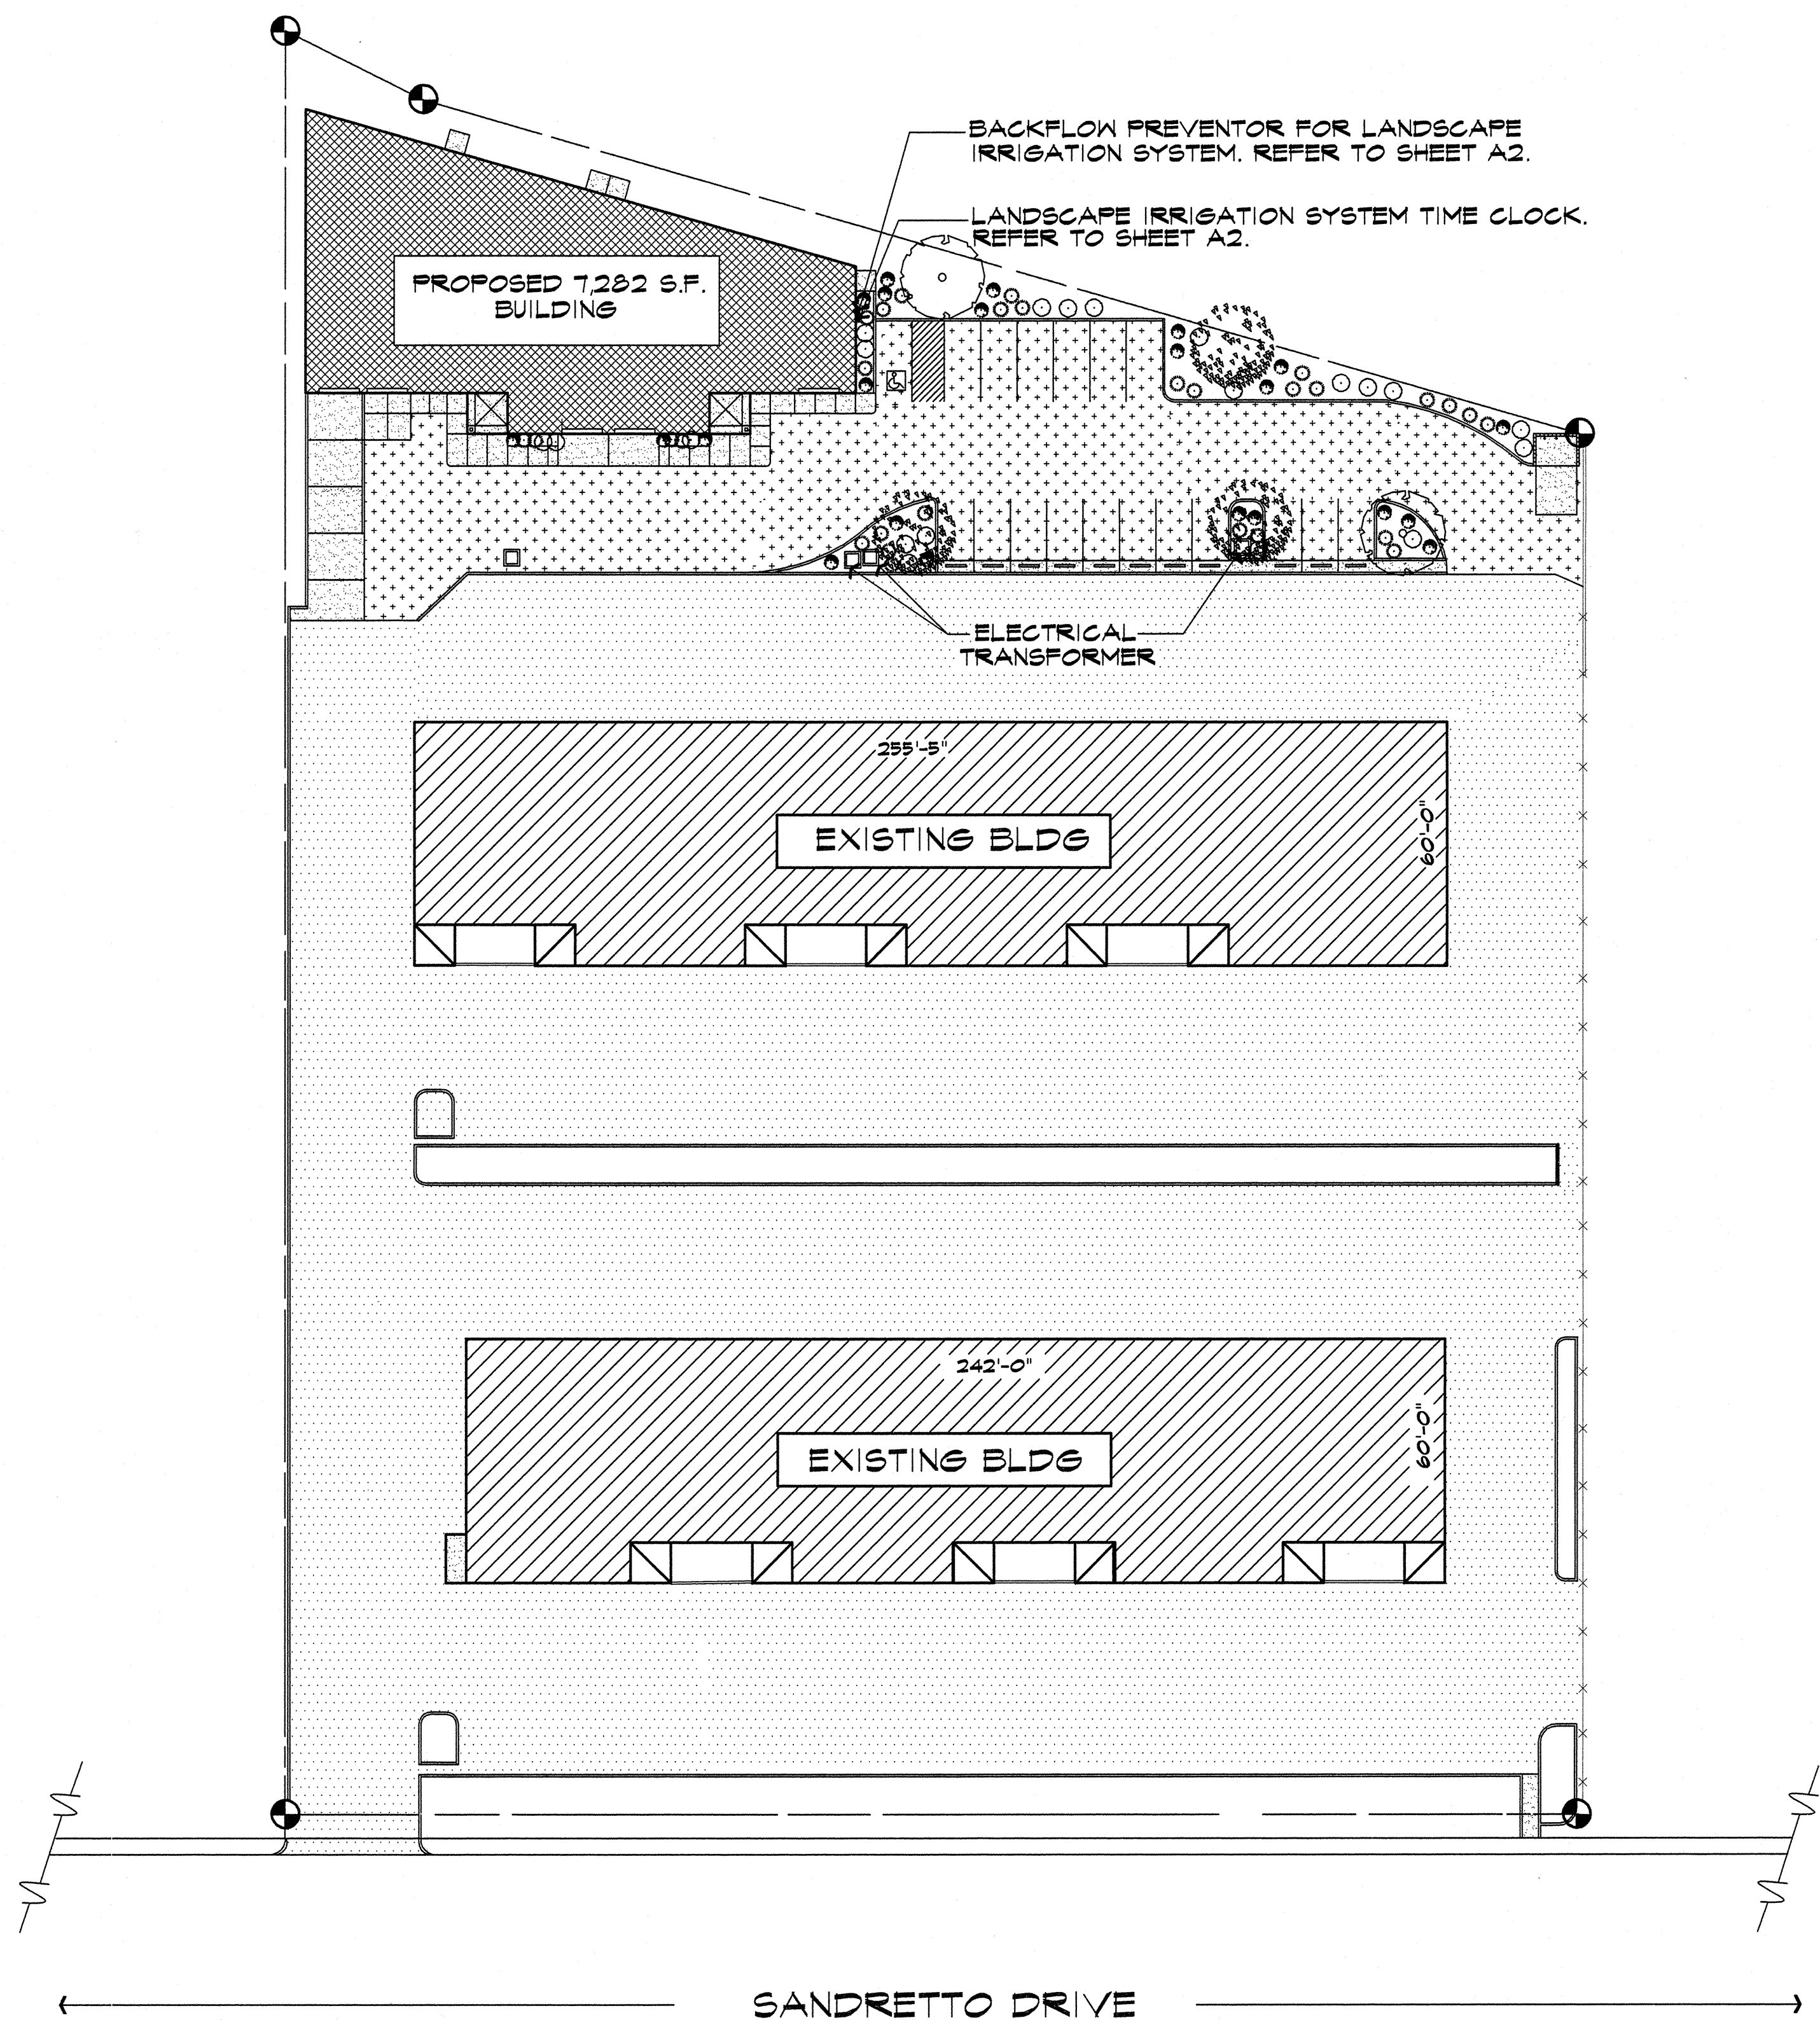 BACKFLOW PREVENTOR FOR LANDSCAPE
IRRIGATION SYSTEM. REFER TO SHEET A2.
LANDSCAPE IRRIGATION SYSTEM TIME CLOCK.
REFER TO SHEET A2.
PROPOSED 7,282 S.F.
BUILDING
ELECTRICAL
TRANSFORMER
255'-5"
EXISTING BLDG
60'-0"
242'-0"
EXISTING BLDG
60'-0"
SANDRETTO DRIVE